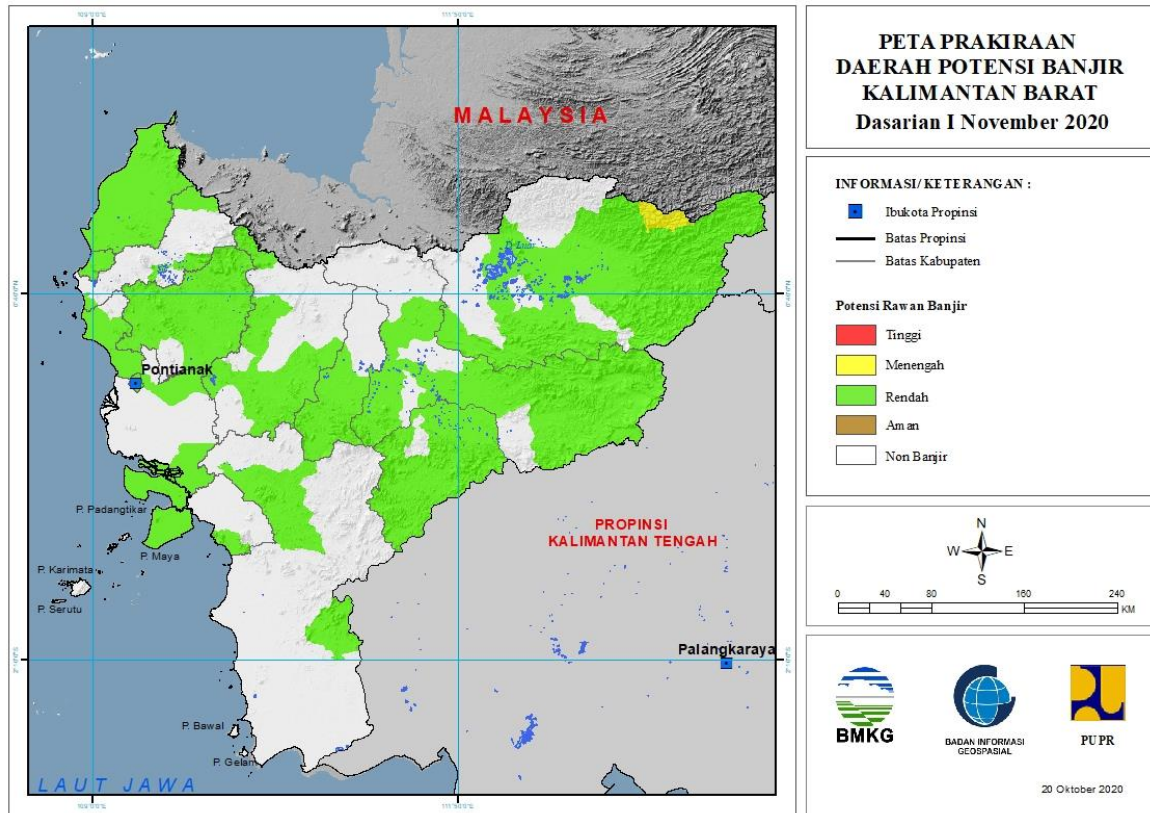 PETA PRAKIRAAN
DAERAH POTENSI BANJIR
KALIMANTAN BARAT
Dasarian I November 2020
INFORMASI/ KETERANGAN :
Ibukota Propinsi
Batas Propinsi
Batas Kabupaten
Potensi Rawan Banjir
Tinggi
Menengah
Rendah
Aman
Non Banjir
N
W E
S
0 40 80 160 240
KM
BMKG
BADAN INFORMASI
GEOSPASIAL
PUPR
20 Oktober 2020
MALAYSIA
Pontianak
P. Padangtikar
P. Maya
P. Karimata
P. Serutu
PROPINSI
KALIMANTAN TENGAH
Palangkaraya
P. Bawal
P. Gelam
LAUT JAWA